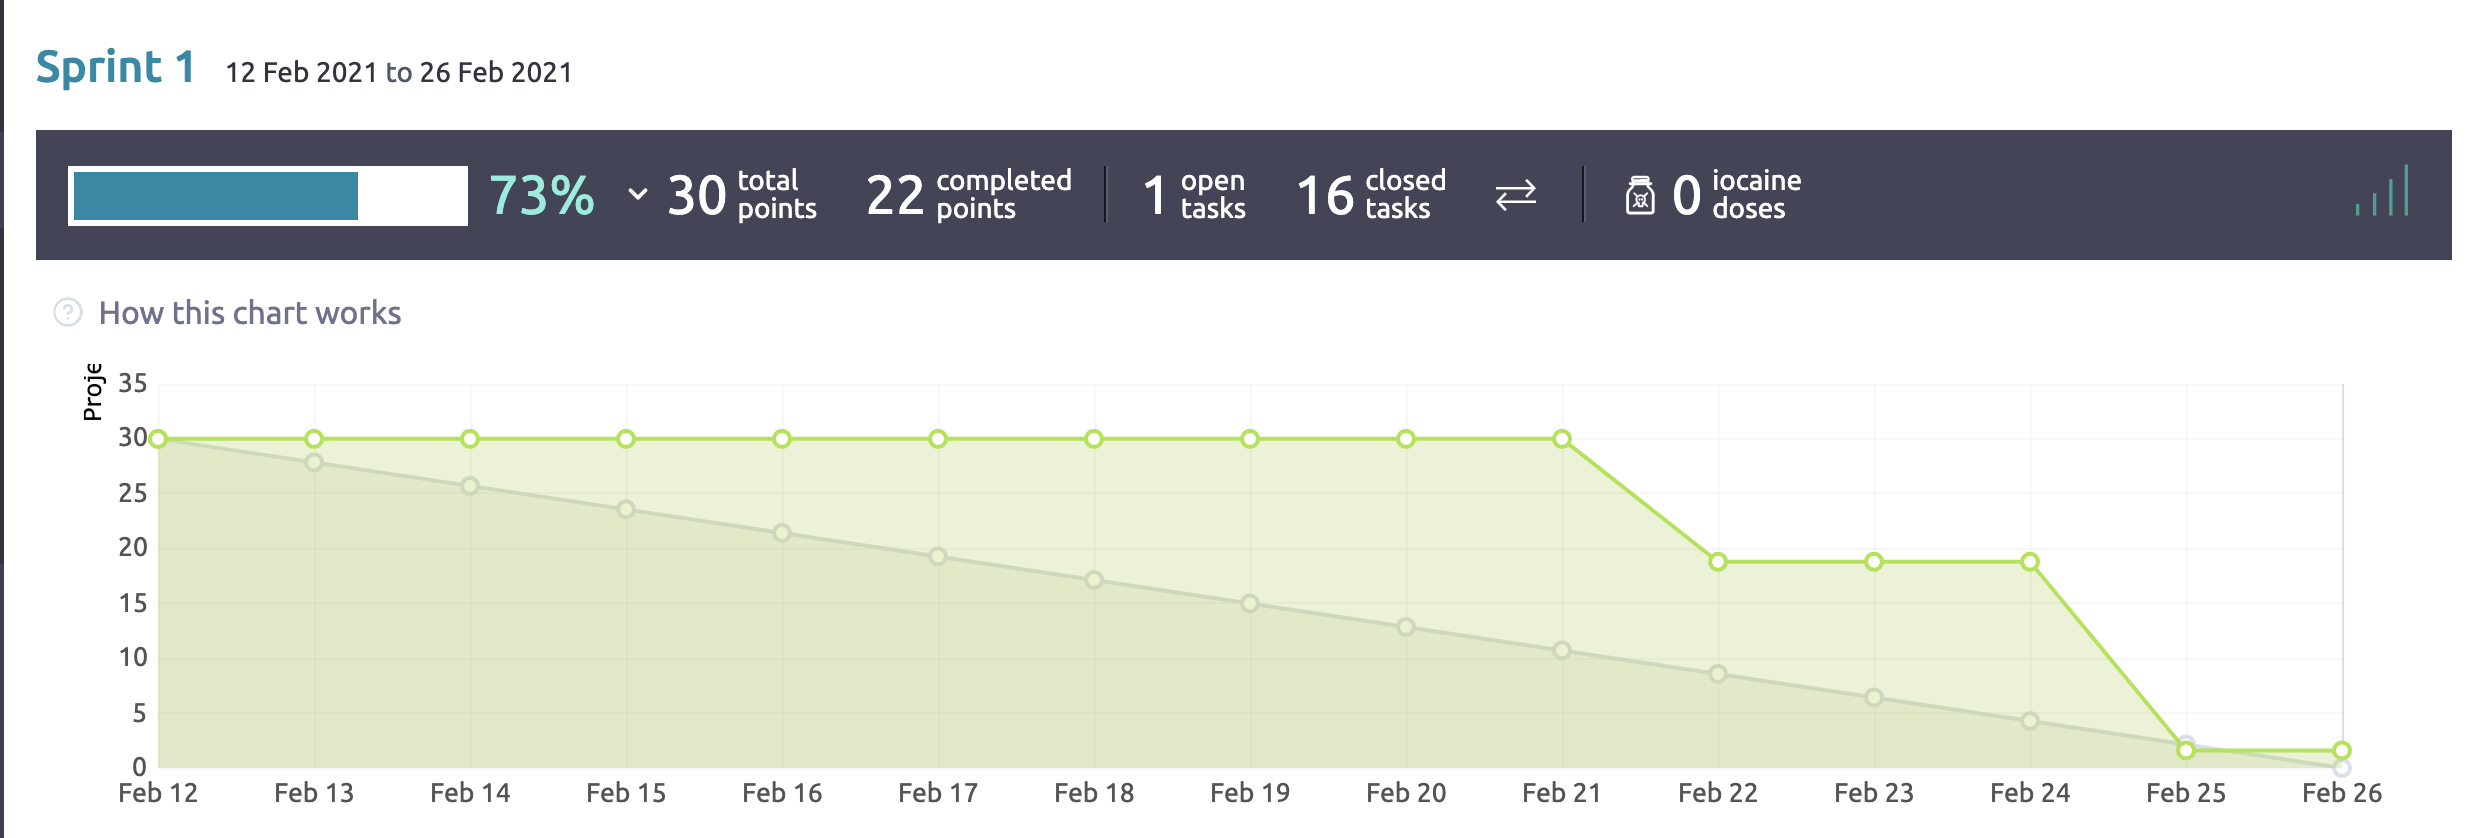 Sprint 1 12 Feb 2021 to 26 Feb 2021
73% 30 total points 22 completed points 1 open tasks 16 closed tasks 0 iocaine doses
? How this chart works
Proje
35
30
25
20
15
10
5
0
Feb 12 Feb 13 Feb 14 Feb 15 Feb 16 Feb 17 Feb 18 Feb 19 Feb 20 Feb 21 Feb 22 Feb 23 Feb 24 Feb 25 Feb 26